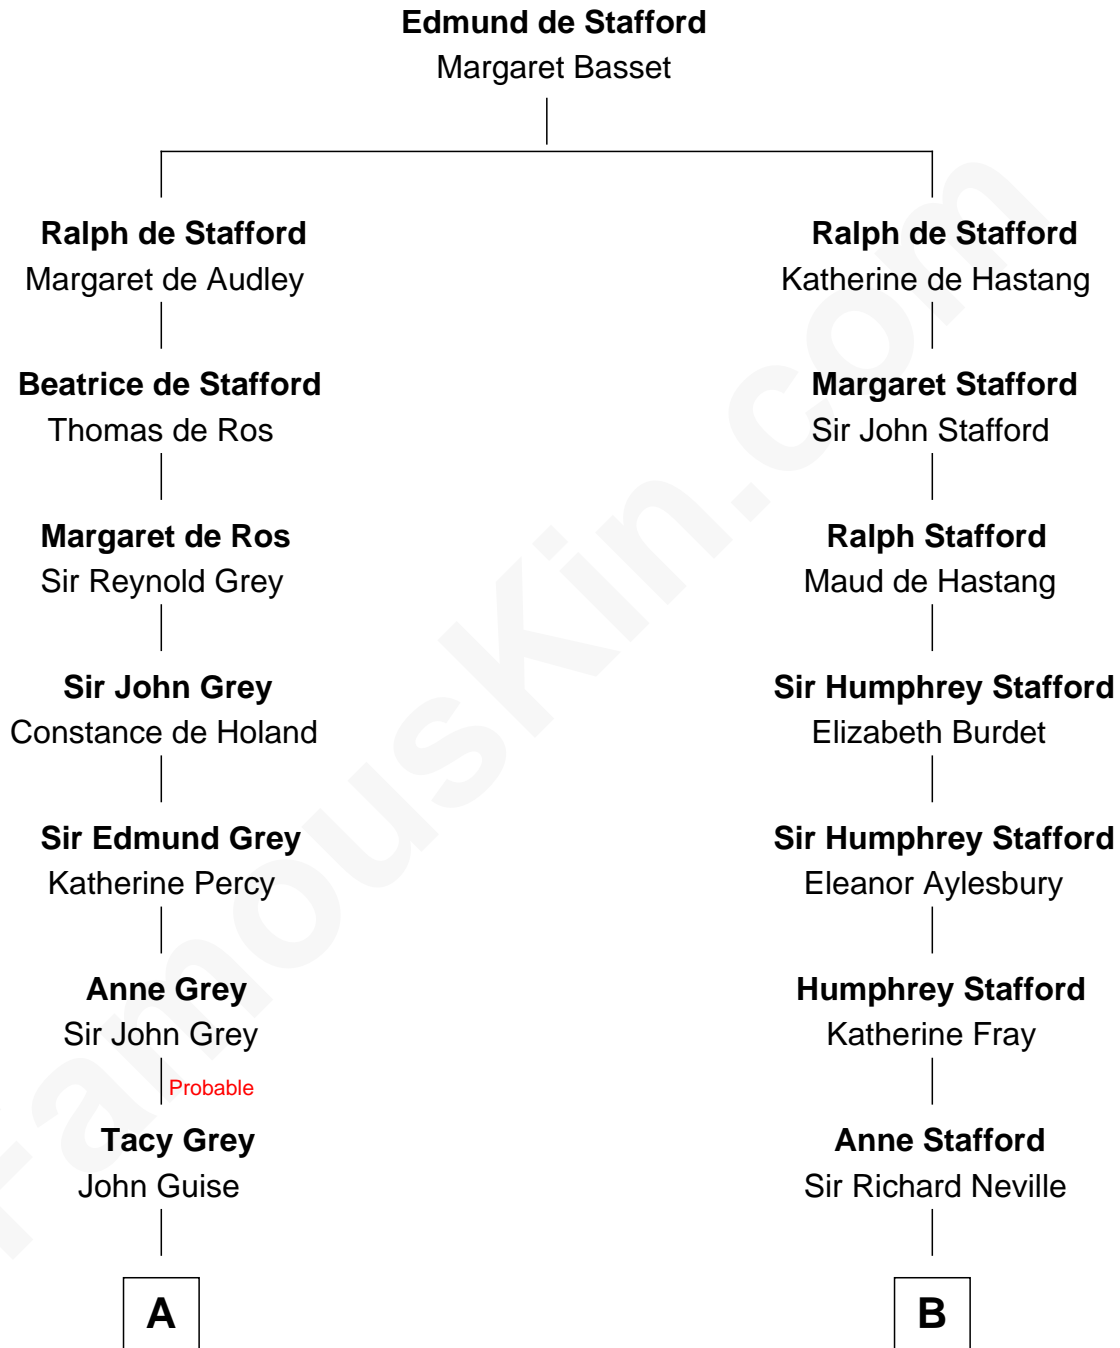 Edmund de Stafford
Margaret Basset
Ralph de Stafford
Margaret de Audley
Ralph de Stafford
Katherine de Hastang
Beatrice de Stafford
Thomas de Ros
Margaret Stafford
Sir John Stafford
Margaret de Ros
Sir Reynold Grey
Ralph Stafford
Maud de Hastang
Sir John Grey
Constance de Holand
Sir Humphrey Stafford
Elizabeth Burdet
Sir Edmund Grey
Katherine Percy
Sir Humphrey Stafford
Eleanor Aylesbury
Anne Grey
Sir John Grey
Humphrey Stafford
Katherine Fray
Probable
Tacy Grey
John Guise
Anne Stafford
Sir Richard Neville
A
B
FamousKin.com